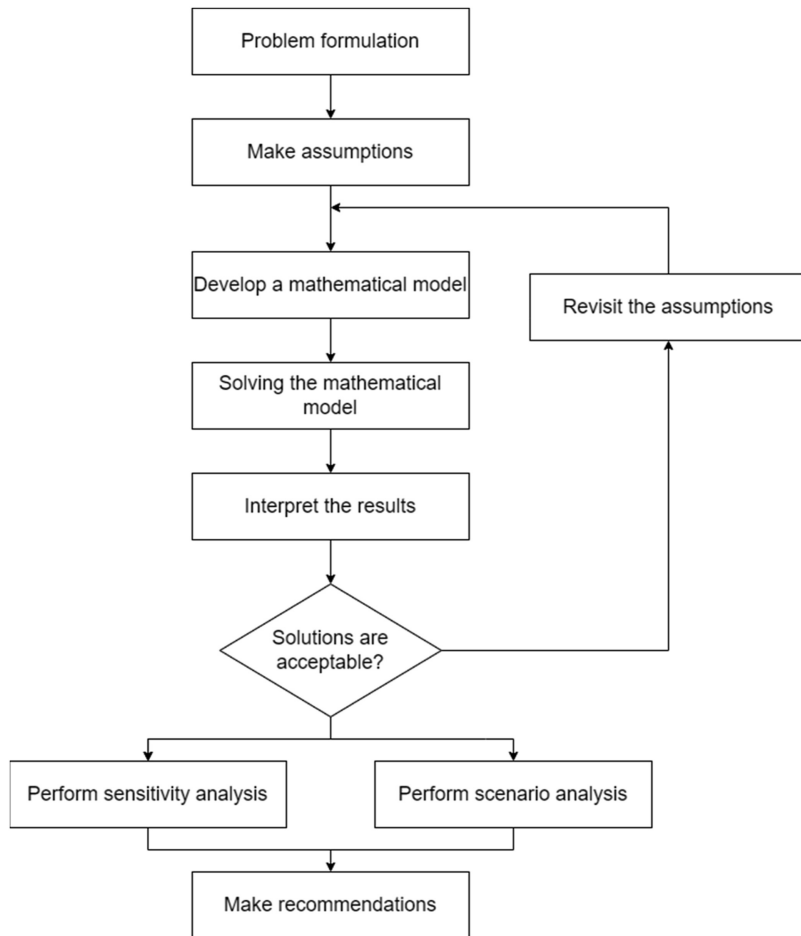 Problem formulation
Make assumptions
Develop a mathematical model
Revisit the assumptions
Solving the mathematical
model
Interpret the results
Solutions are
acceptable?
Perform sensitivity analysis
Perform scenario analysis
Make recommendations